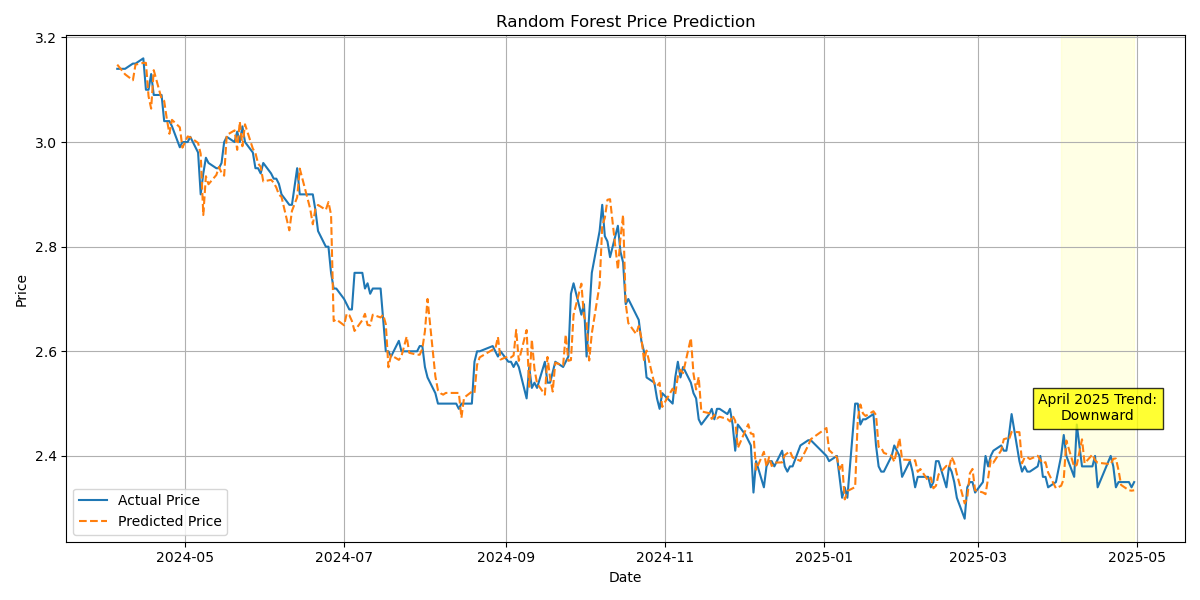 Random Forest Price Prediction
3.2
3.0
2.8
2.6
2.4
Price
April 2025 Trend:
Downward
Actual Price
Predicted Price
2024-05
2024-07
2024-09
2024-11
2025-01
2025-03
2025-05
Date